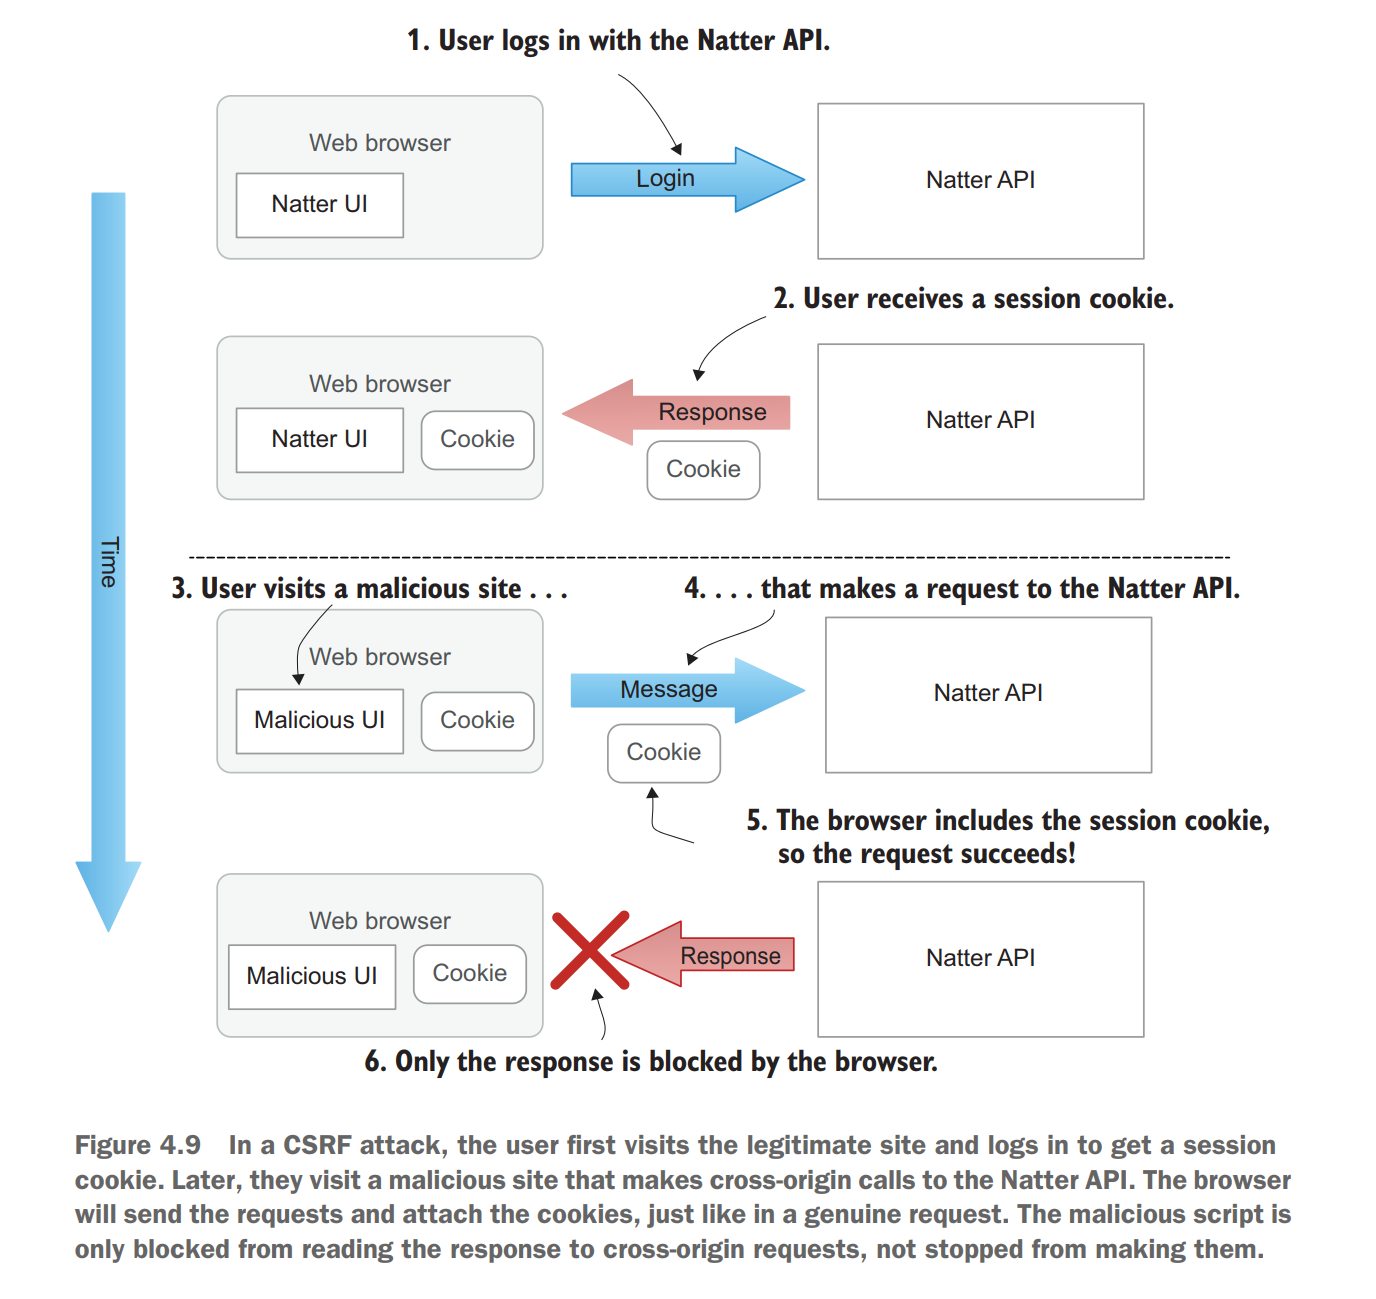 1. User logs in with the Natter API.
Web browser
Natter UI
Login
Natter API
2. User receives a session cookie.
Web browser
Natter UI
Cookie
Response
Cookie
Natter API
Time
3. User visits a malicious site . . .
4. . . . that makes a request to the Natter API.
Web browser
Malicious UI
Cookie
Message
Cookie
Natter API
5. The browser includes the session cookie,
so the request succeeds!
Web browser
Malicious UI
Cookie
Response
Natter API
6. Only the response is blocked by the browser.
Figure 4.9 In a CSRF attack, the user first visits the legitimate site and logs in to get a session
cookie. Later, they visit a malicious site that makes cross-origin calls to the Natter API. The browser
will send the requests and attach the cookies, just like in a genuine request. The malicious script is
only blocked from reading the response to cross-origin requests, not stopped from making them.